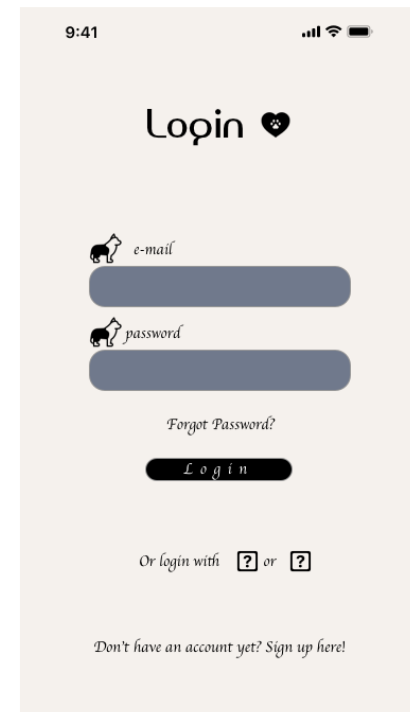 9:41
Login
e-mail
password
Forgot Password?
Login
Or login with ? or ?
Don't have an account yet? Sign up here!